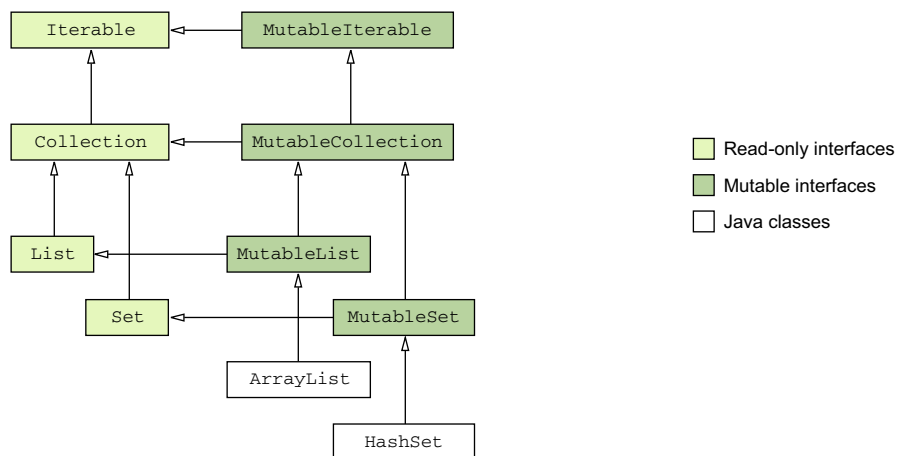 Iterable
MutableIterable
Collection
MutableCollection
Read-only interfaces
Mutable interfaces
Java classes
List
MutableList
Set
MutableSet
ArrayList
HashSet